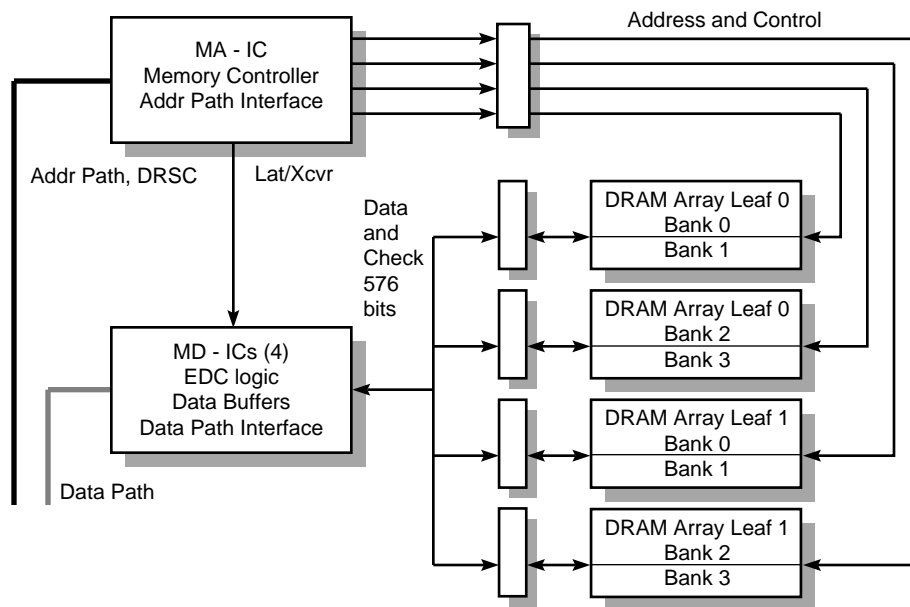 Address and Control
MA - IC
Memory Controller
Addr Path Interface
Addr Path, DRSC
Lat/Xcvr
Data
and
Check
576
bits
DRAM Array Leaf 0
Bank 0
Bank 1
DRAM Array Leaf 0
Bank 2
Bank 3
MD - ICs (4)
EDC logic
Data Buffers
Data Path Interface
DRAM Array Leaf 1
Bank 0
Bank 1
Data Path
DRAM Array Leaf 1
Bank 2
Bank 3